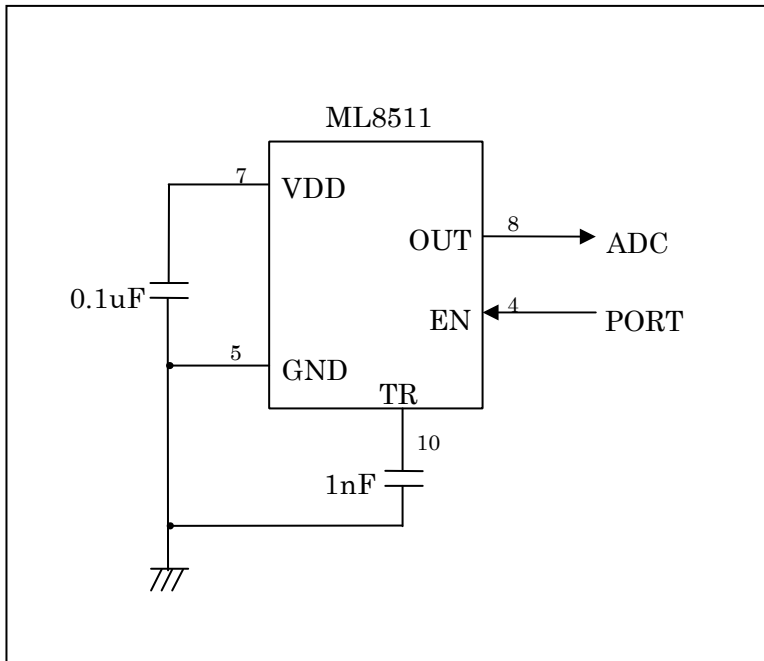 ML8511
7
VDD
OUT
8
ADC
0.1uF
EN
4
PORT
5
GND
TR
10
1nF